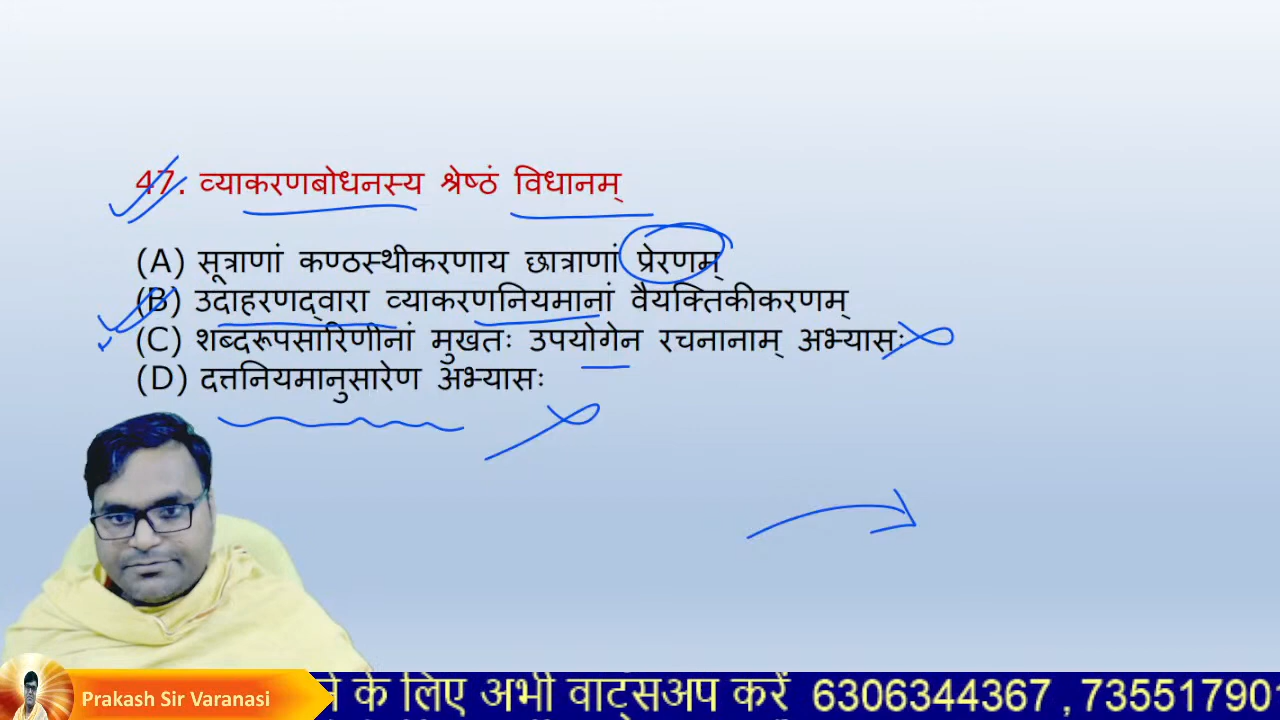 47. व्याकरणबोधनस्य श्रेष्ठं विधानम्
(A) सूत्राणां कण्ठस्थीकरणाय छात्राणां प्रेरणम्
(B) उदाहरणद्वारा व्याकरणनियमानां वैयक्तिकीकरणम्
(C) शब्दरूपसारिणीनां मुखतः उपयोगेन रचनानाम् अभ्यासः
(D) दत्तनियमानुसारेण अभ्यासः
Prakash Sir Varanasi
के लिए अभी वाट्सअप करें 6306344367 ,735517901